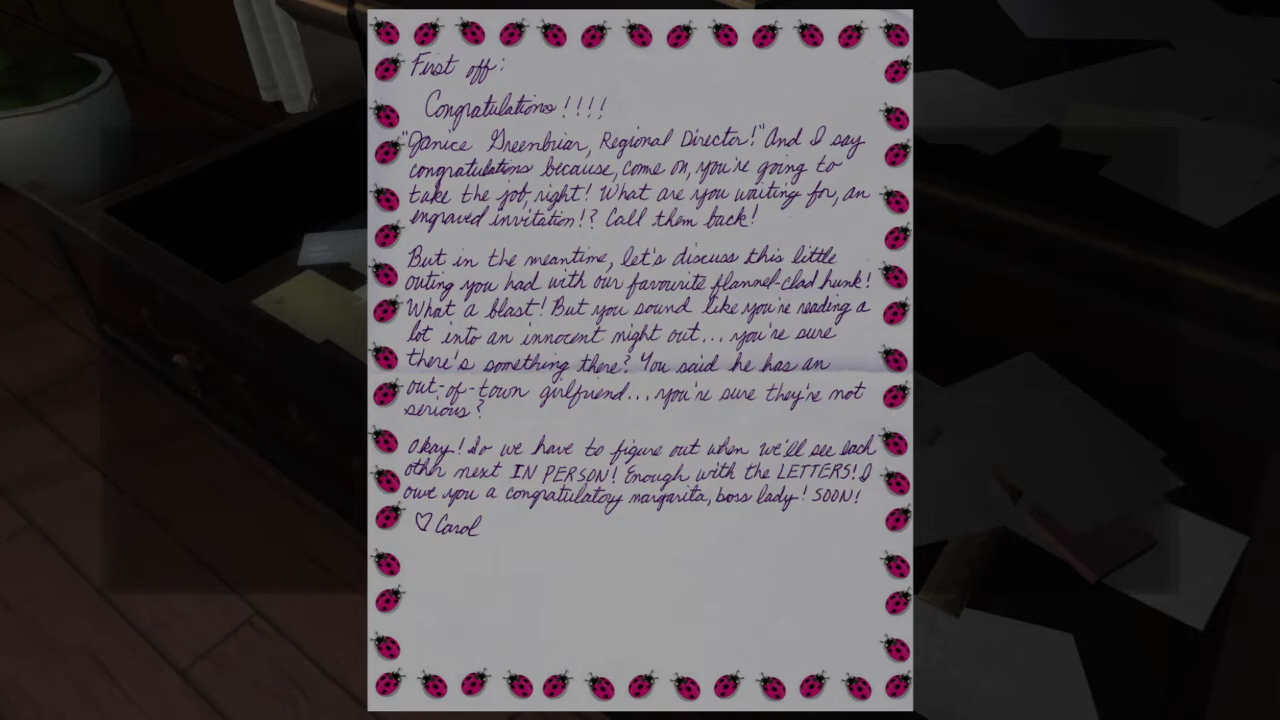 First off:
Congratulations!!!!
"Janice Greenbriar, Regional Director!" And I say
congratulations because, come on, you're going to
take the job, right! What are you waiting for, an
engraved invitation!? Call them back!
But in the meantime, let's discuss this little
outing you had with our favourite flannel-clad hunk!
What a blast! But you sound like you're reading a
lot into an innocent night out... you're sure
there's something there? You said he has an
out-of-town girlfriend... you're sure they're not
serious?
Okay! So we have to figure out when we'll see each
other next IN PERSON! Enough with the LETTERS! I
owe you a congratulatory margarita, boss lady! SOON!
♡ Carol